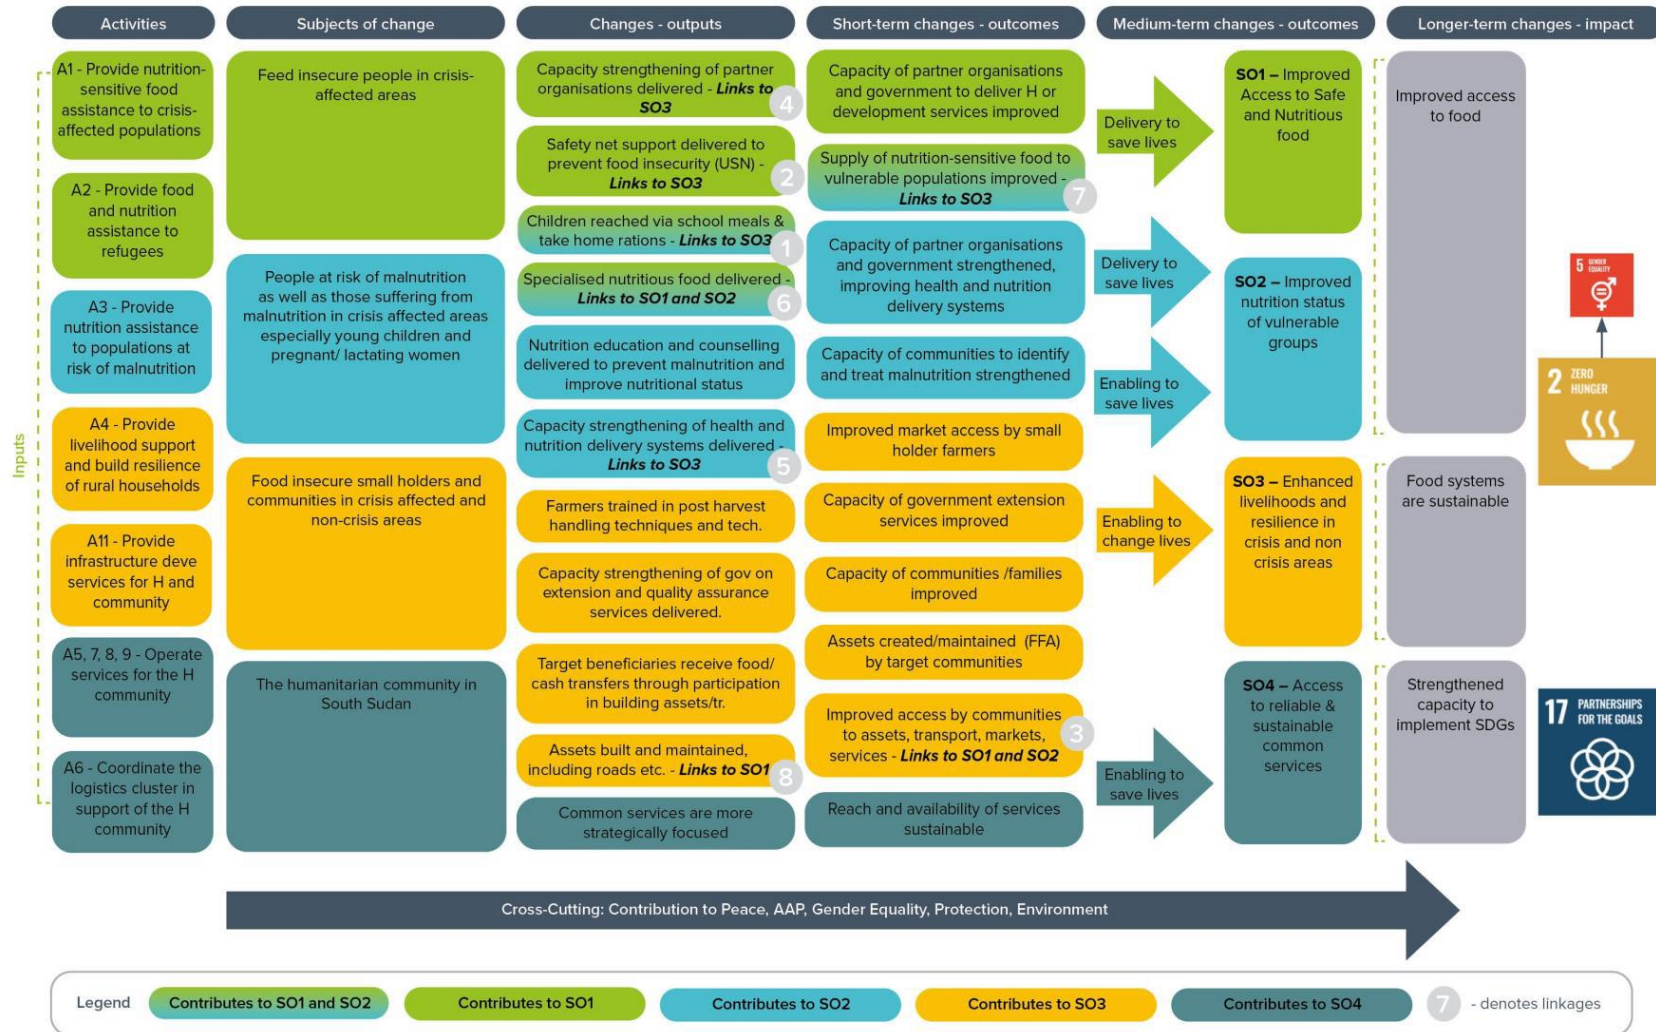 Activities
Subjects of change
Changes - outputs
Short-term changes - outcomes
Medium-term changes - outcomes
Longer-term changes - impact
Inputs
A1 - Provide nutrition-
sensitive food
assistance to crisis-
affected populations
A2 - Provide food
and nutrition
assistance to
refugees
A3 - Provide
nutrition assistance
to populations at
risk of malnutrition
A4 - Provide
livelihood support
and build resilience
of rural households
A11 - Provide
infrastructure deve
services for H and
community
A5, 7, 8, 9 - Operate
services for the H
community
A6 - Coordinate the
logistics cluster in
support of the H
community
Feed insecure people in crisis-
affected areas
People at risk of malnutrition
as well as those suffering from
malnutrition in crisis affected areas
especially young children and
pregnant/ lactating women
Food insecure small holders and
communities in crisis affected and
non-crisis areas
The humanitarian community in
South Sudan
Capacity strengthening of partner
organisations delivered - Links to
SO3
4
Safety net support delivered to
prevent food insecurity (USN) -
Links to SO3
2
Children reached via school meals &
take home rations - Links to SO3
1
Specialised nutritious food delivered -
Links to SO1 and SO2
6
Nutrition education and counselling
delivered to prevent malnutrition and
improve nutritional status
Capacity strengthening of health and
nutrition delivery systems delivered -
Links to SO3
5
Farmers trained in post harvest
handling techniques and tech.
Capacity strengthening of gov on
extension and quality assurance
services delivered.
Target beneficiaries receive food/
cash transfers through participation
in building assets/tr.
Assets built and maintained,
including roads etc. - Links to SO1
8
Common services are more
strategically focused
Capacity of partner organisations
and government to deliver H or
development services improved
Supply of nutrition-sensitive food to
vulnerable populations improved -
Links to SO3
7
Capacity of partner organisations
and government strengthened,
improving health and nutrition
delivery systems
Capacity of communities to identify
and treat malnutrition strengthened
Improved market access by small
holder farmers
Capacity of government extension
services improved
Capacity of communities /families
improved
Assets created/maintained (FFA)
by target communities
Improved access by communities
to assets, transport, markets,
services - Links to SO1 and SO2
3
Reach and availability of services
sustainable
Delivery to
save lives
Delivery to
save lives
Enabling to
save lives
Enabling to
change lives
Enabling to
save lives
SO1 – Improved
Access to Safe
and Nutritious
food
SO2 – Improved
nutrition status
of vulnerable
groups
SO3 – Enhanced
livelihoods and
resilience in
crisis and non
crisis areas
SO4 – Access
to reliable &
sustainable
common
services
Improved access
to food
Food systems
are sustainable
Strengthened
capacity to
implement SDGs
5 GENDER
EQUALITY
2 ZERO
HUNGER
17 PARTNERSHIPS
FOR THE GOALS
Cross-Cutting: Contribution to Peace, AAP, Gender Equality, Protection, Environment
Legend
Contributes to SO1 and SO2
Contributes to SO1
Contributes to SO2
Contributes to SO3
Contributes to SO4
7 - denotes linkages